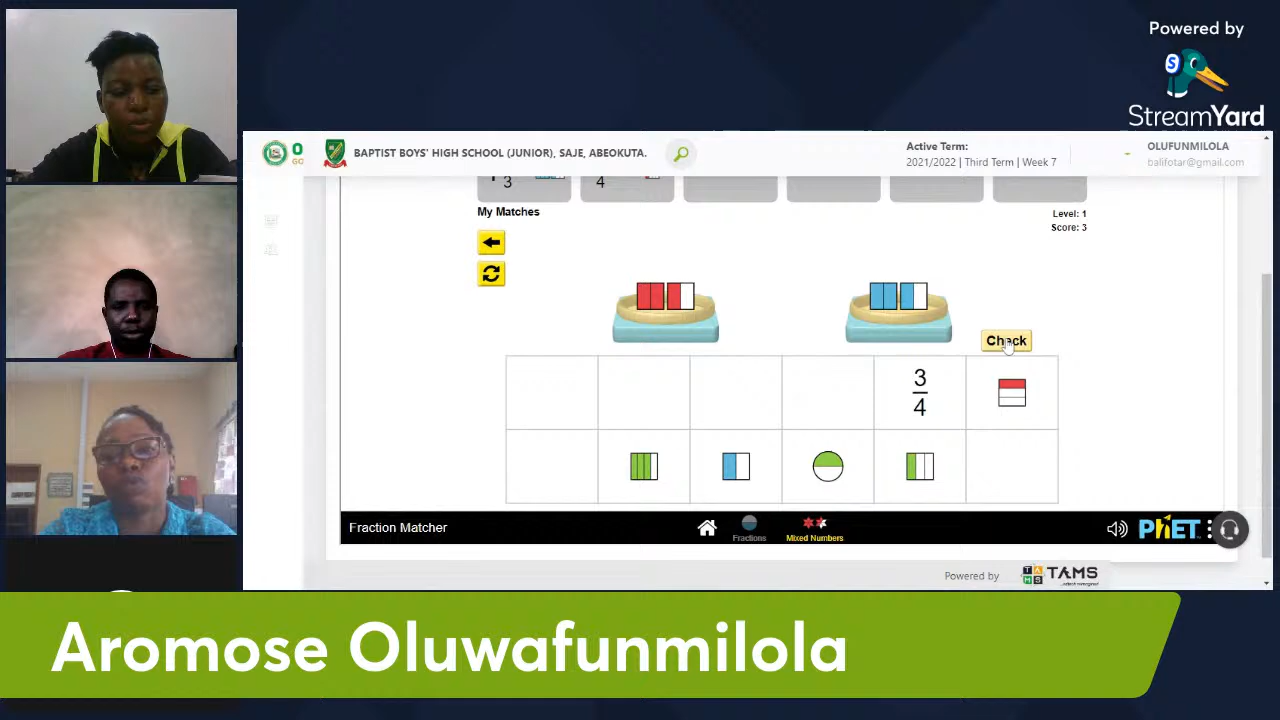 Powered by
S
StreamYard
0
GO
BAPTIST BOYS' HIGH SCHOOL (JUNIOR), SAJE, ABEOKUTA.
Active Term:
2021/2022 | Third Term | Week 7
OLUFUNMILOLA
balifotar@gmail.com
3
4
My Matches
Level: 1
Score: 3
Check
3
4
Fraction Matcher
Fractions
Mixed Numbers
PhET
Powered by
TAMS
Aromose Oluwafunmilola